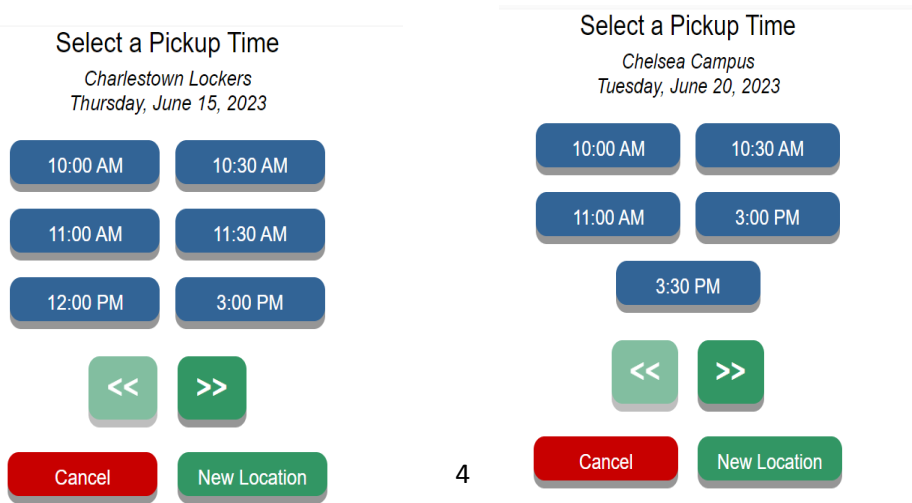 Select a Pickup Time
Charlestown Lockers
Thursday, June 15, 2023
10:00 AM 10:30 AM
11:00 AM 11:30 AM
12:00 PM 3:00 PM
<< >>
Cancel New Location
4
Select a Pickup Time
Chelsea Campus
Tuesday, June 20, 2023
10:00 AM 10:30 AM
11:00 AM 3:00 PM
3:30 PM
<< >>
Cancel New Location